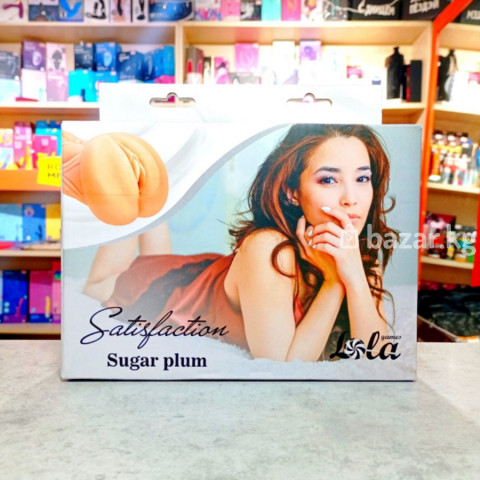 bazar.kg
Satisfaction
Sugar plum
games
Lola